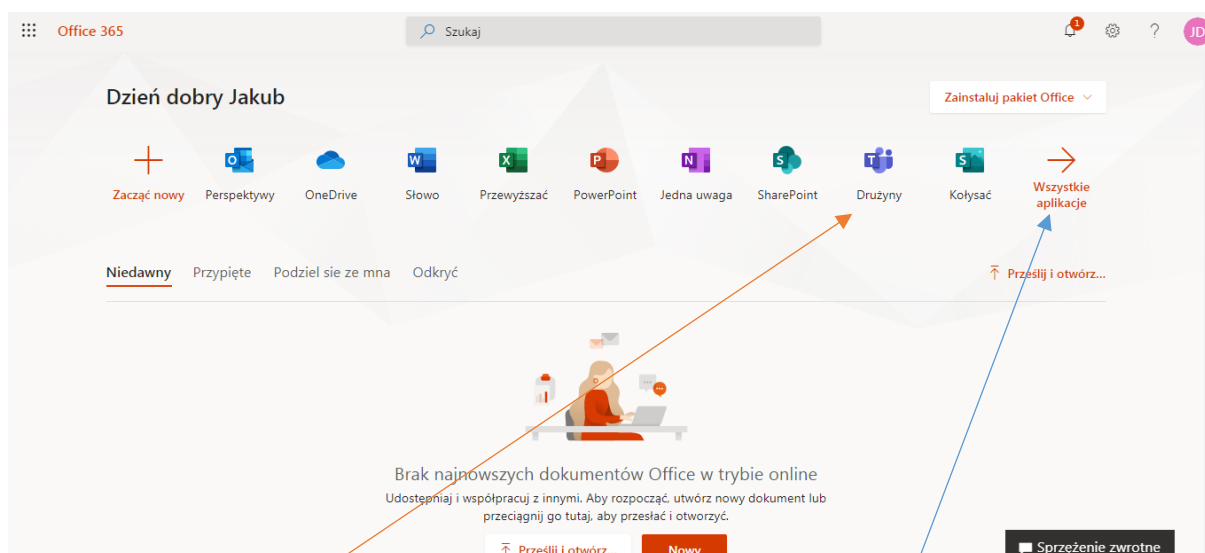 Office 365
Szukaj
1
?
JD
Dzień dobry Jakub
Zainstaluj pakiet Office
Zacząć nowy
Perspektywy
OneDrive
Słowo
Przewyższać
PowerPoint
Jedna uwaga
SharePoint
Drużyny
Kołysać
Wszystkie
aplikacje
Niedawny Przypięte Podziel sie ze mna Odkryć
Prześlij i otwórz...
Brak najnowszych dokumentów Office w trybie online
Udostępniaj i współpracuj z innymi. Aby rozpocząć, utwórz nowy dokument lub
przeciągnij go tutaj, aby przesłać i otworzyć.
Prześlij i otwórz...
Nowy
Sprzężenie zwrotne